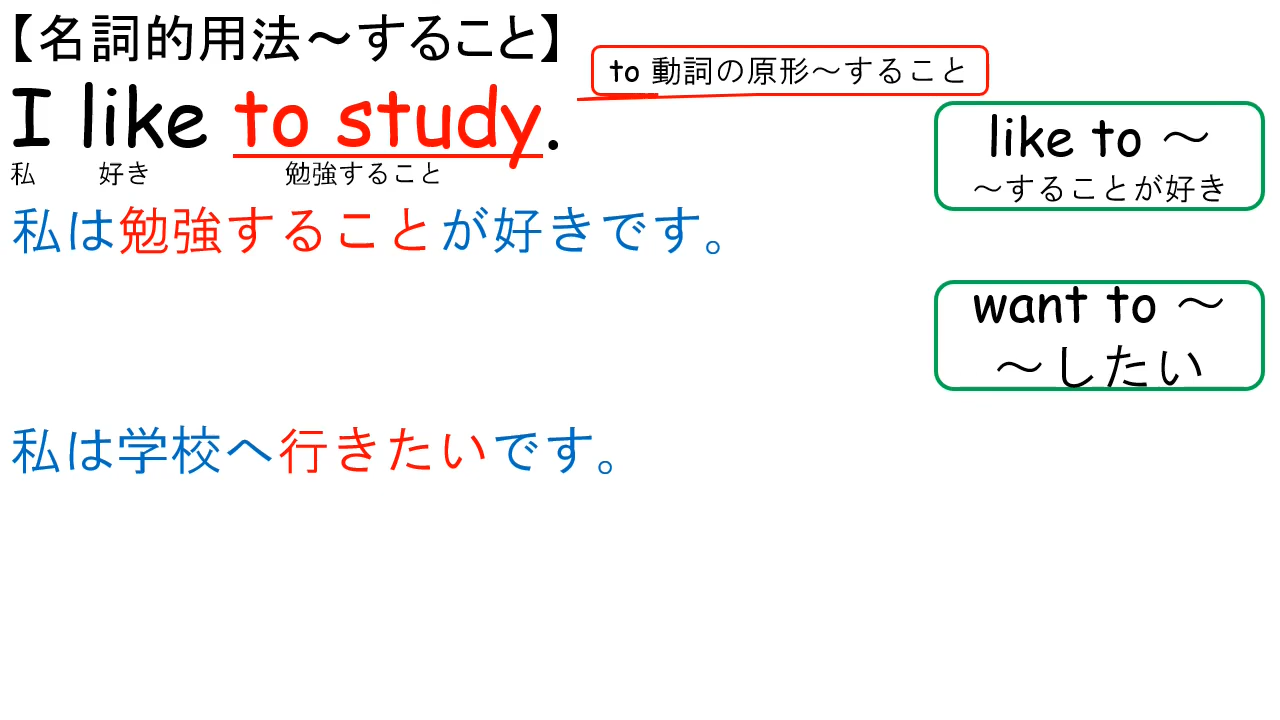 【名詞的用法～すること】
to 動詞の原形～すること
I like to study.
私 好き 勉強すること
私は勉強することが好きです。
like to ～
～することが好き
want to ～
～したい
私は学校へ行きたいです。